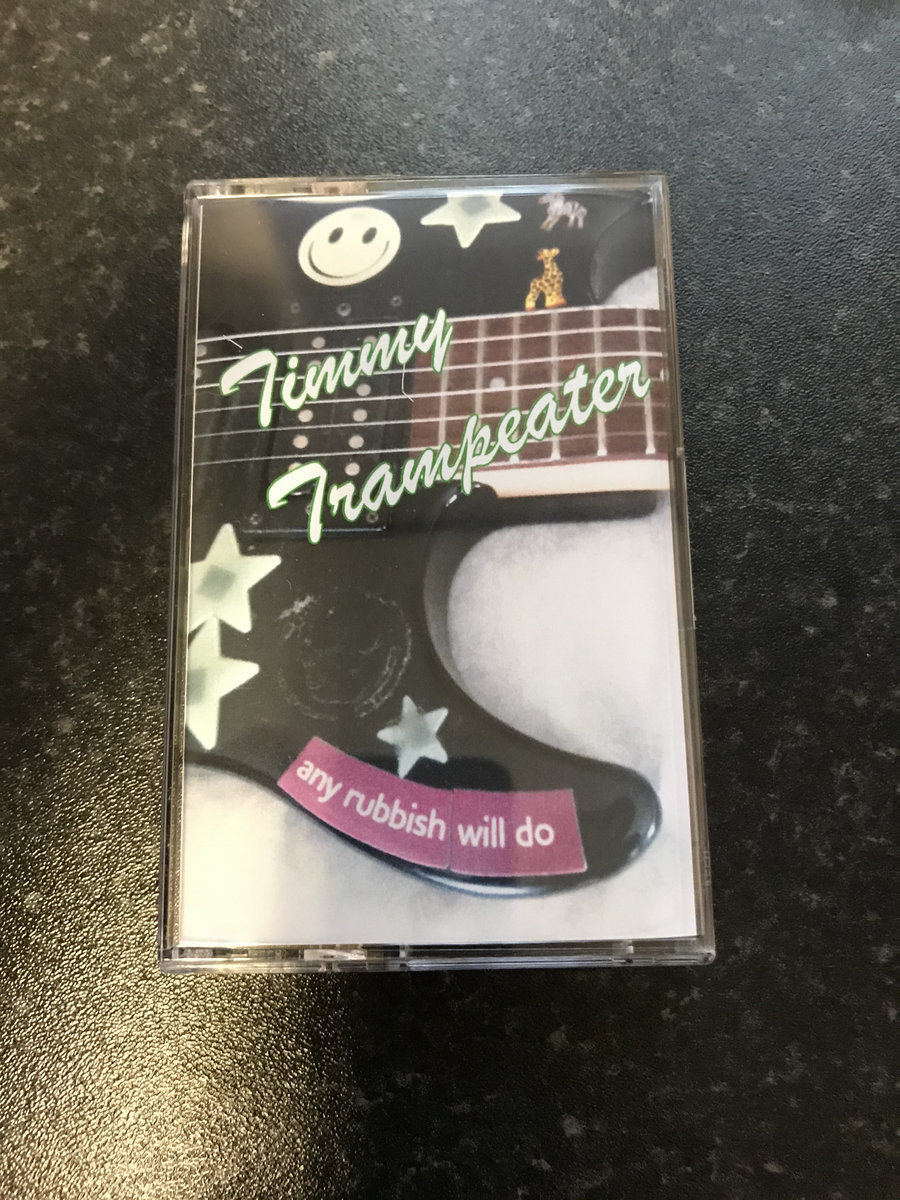 Timmy
Trampeater
any rubbish will do